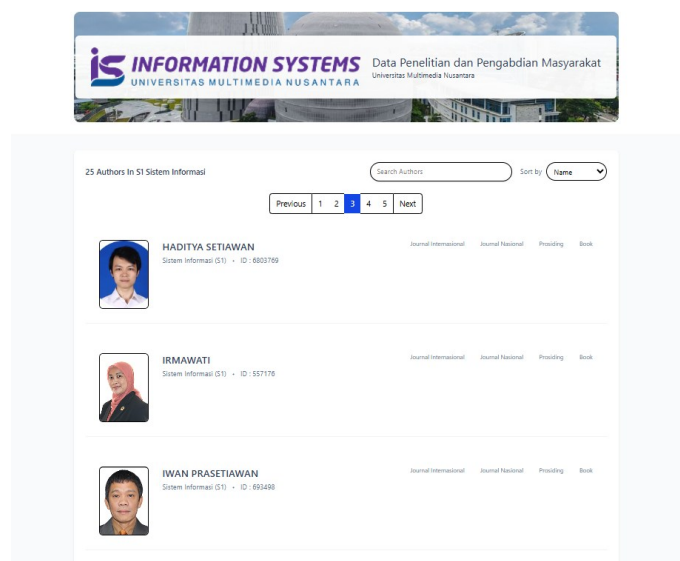 is INFORMATION SYSTEMS
UNIVERSITAS MULTIMEDIA NUSANTARA
Data Penelitian dan Pengabdian Masyarakat
Universitas Multimedia Nusantara
25 Authors In S1 Sistem Informasi
Search Authors
Sort by Name
Previous 1 2 3 4 5 Next
HADITYA SETIAWAN
Sistem Informasi (S1) • ID : 6803769
Journal Internasional Journal Nasional Prosiding Book
IRMAWATI
Sistem Informasi (S1) • ID : 557176
Journal Internasional Journal Nasional Prosiding Book
IWAN PRASETIAWAN
Sistem Informasi (S1) • ID : 693498
Journal Internasional Journal Nasional Prosiding Book